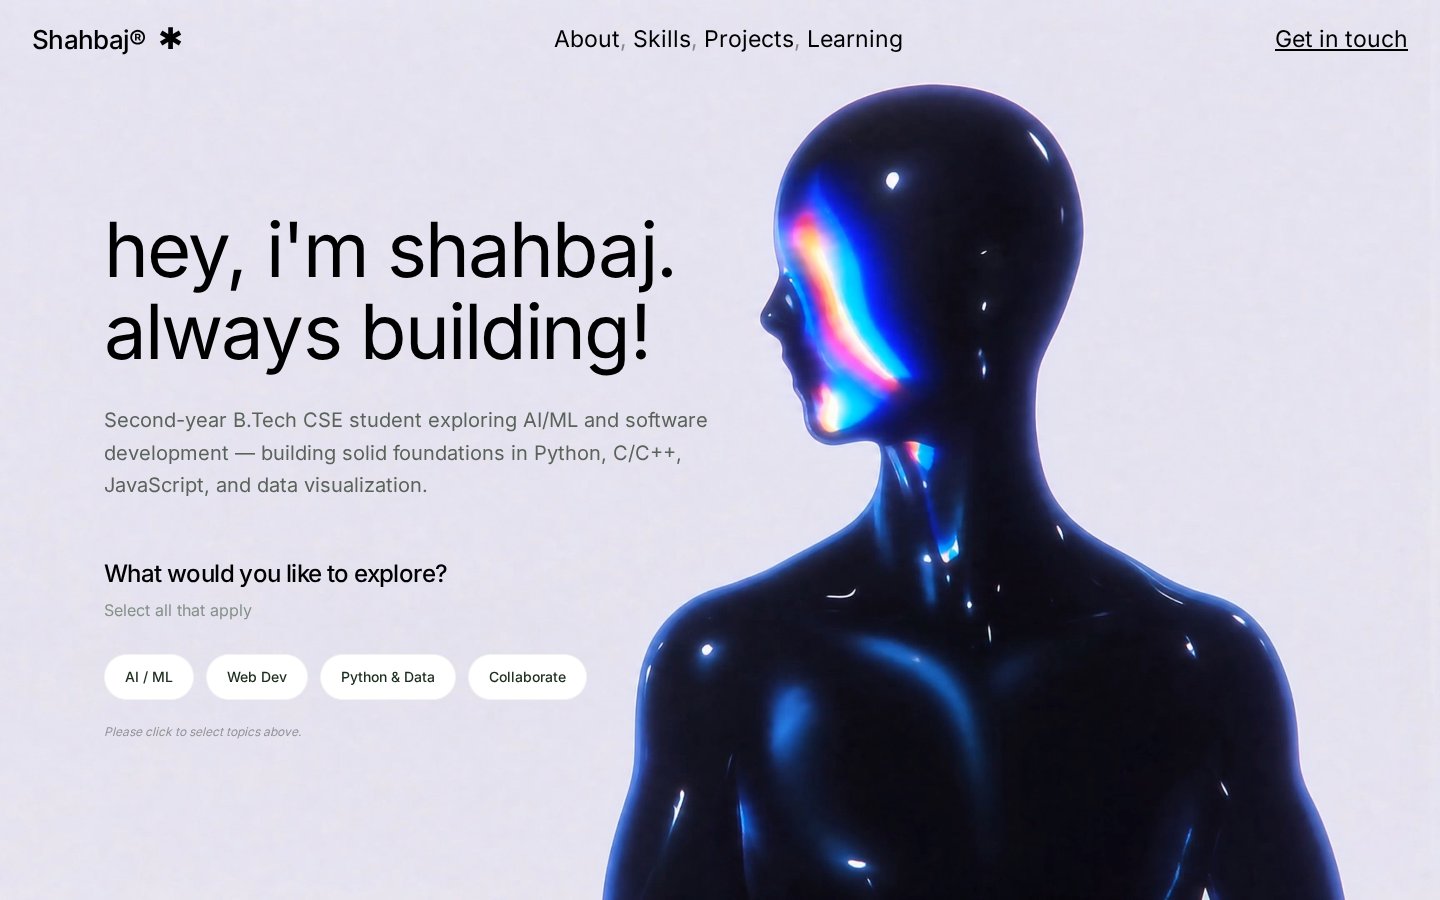 Shahbaj® ✱
About, Skills, Projects, Learning
Get in touch
hey, i'm shahbaj.
always building!
Second-year B.Tech CSE student exploring AI/ML and software
development — building solid foundations in Python, C/C++,
JavaScript, and data visualization.
What would you like to explore?
Select all that apply
AI / ML
Web Dev
Python & Data
Collaborate
Please click to select topics above.